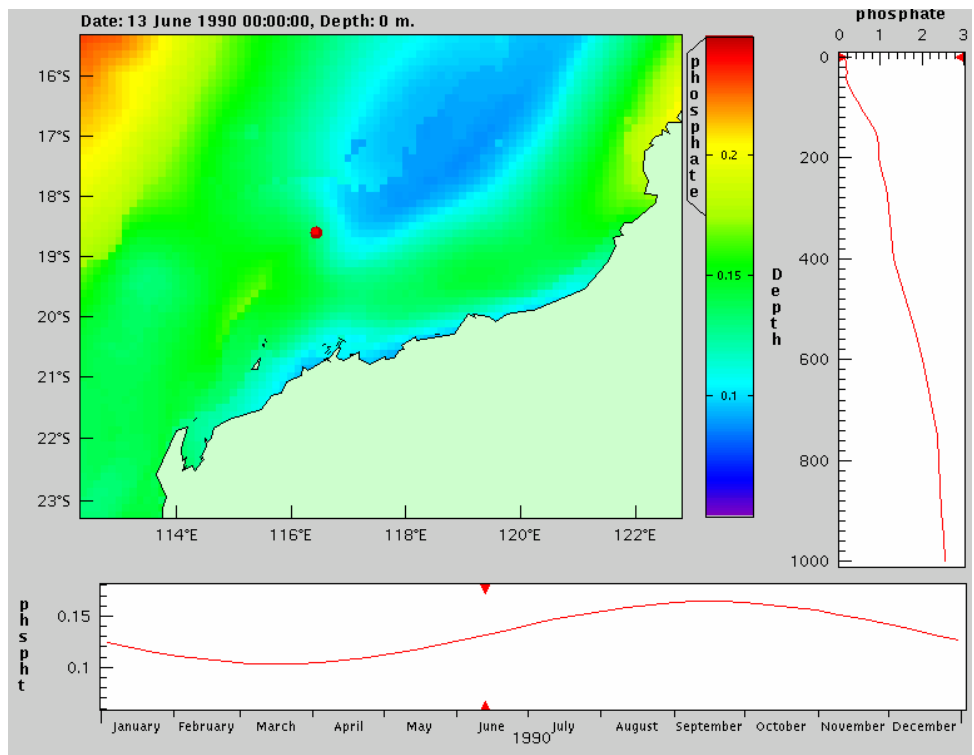 Date: 13 June 1990 00:00:00, Depth: 0 m.
phosphate
0 1 2 3
0
200
400
600
800
1000
Depth
16°S
17°S
18°S
19°S
20°S
21°S
22°S
23°S
114°E 116°E 118°E 120°E 122°E
phosphate
0.2
0.15
0.1
phspht
0.15
0.1
January February March April May June July August September October November December
1990